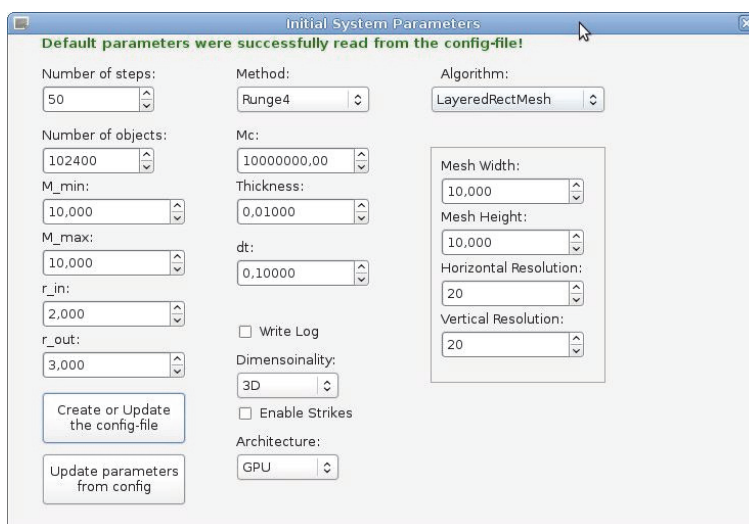 Initial System Parameters
Default parameters were successfully read from the config-file!
Number of steps:
50
Number of objects:
102400
M_min:
10,000
M_max:
10,000
r_in:
2,000
r_out:
3,000
Create or Update
the config-file
Update parameters
from config
Method:
Runge4
Mc:
10000000,00
Thickness:
0,01000
dt:
0,10000
Write Log
Dimensoinality:
3D
Enable Strikes
Architecture:
GPU
Algorithm:
LayeredRectMesh
Mesh Width:
10,000
Mesh Height:
10,000
Horizontal Resolution:
20
Vertical Resolution:
20